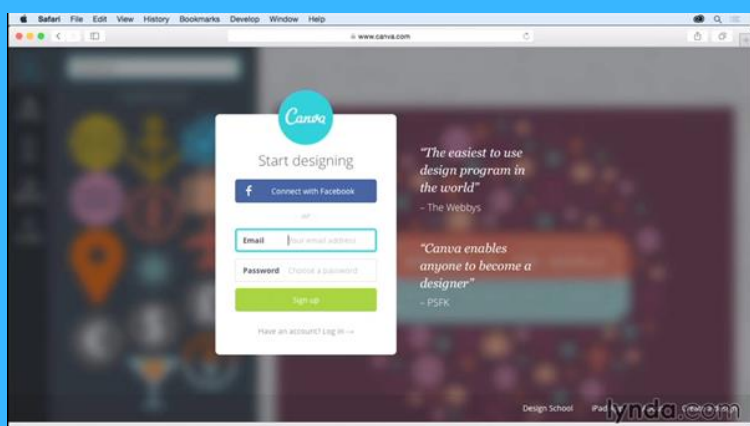 Safari File Edit View History Bookmarks Develop Window Help
www.canva.com
Canva
Start designing
f Connect with Facebook
or
Email Your email address
Password Choose a password
Sign up
Have an account? Log in →
“The easiest to use
design program in
the world”
– The Webbys
“Canva enables
anyone to become a
designer”
– PSFK
Design School iPad
lynda.com